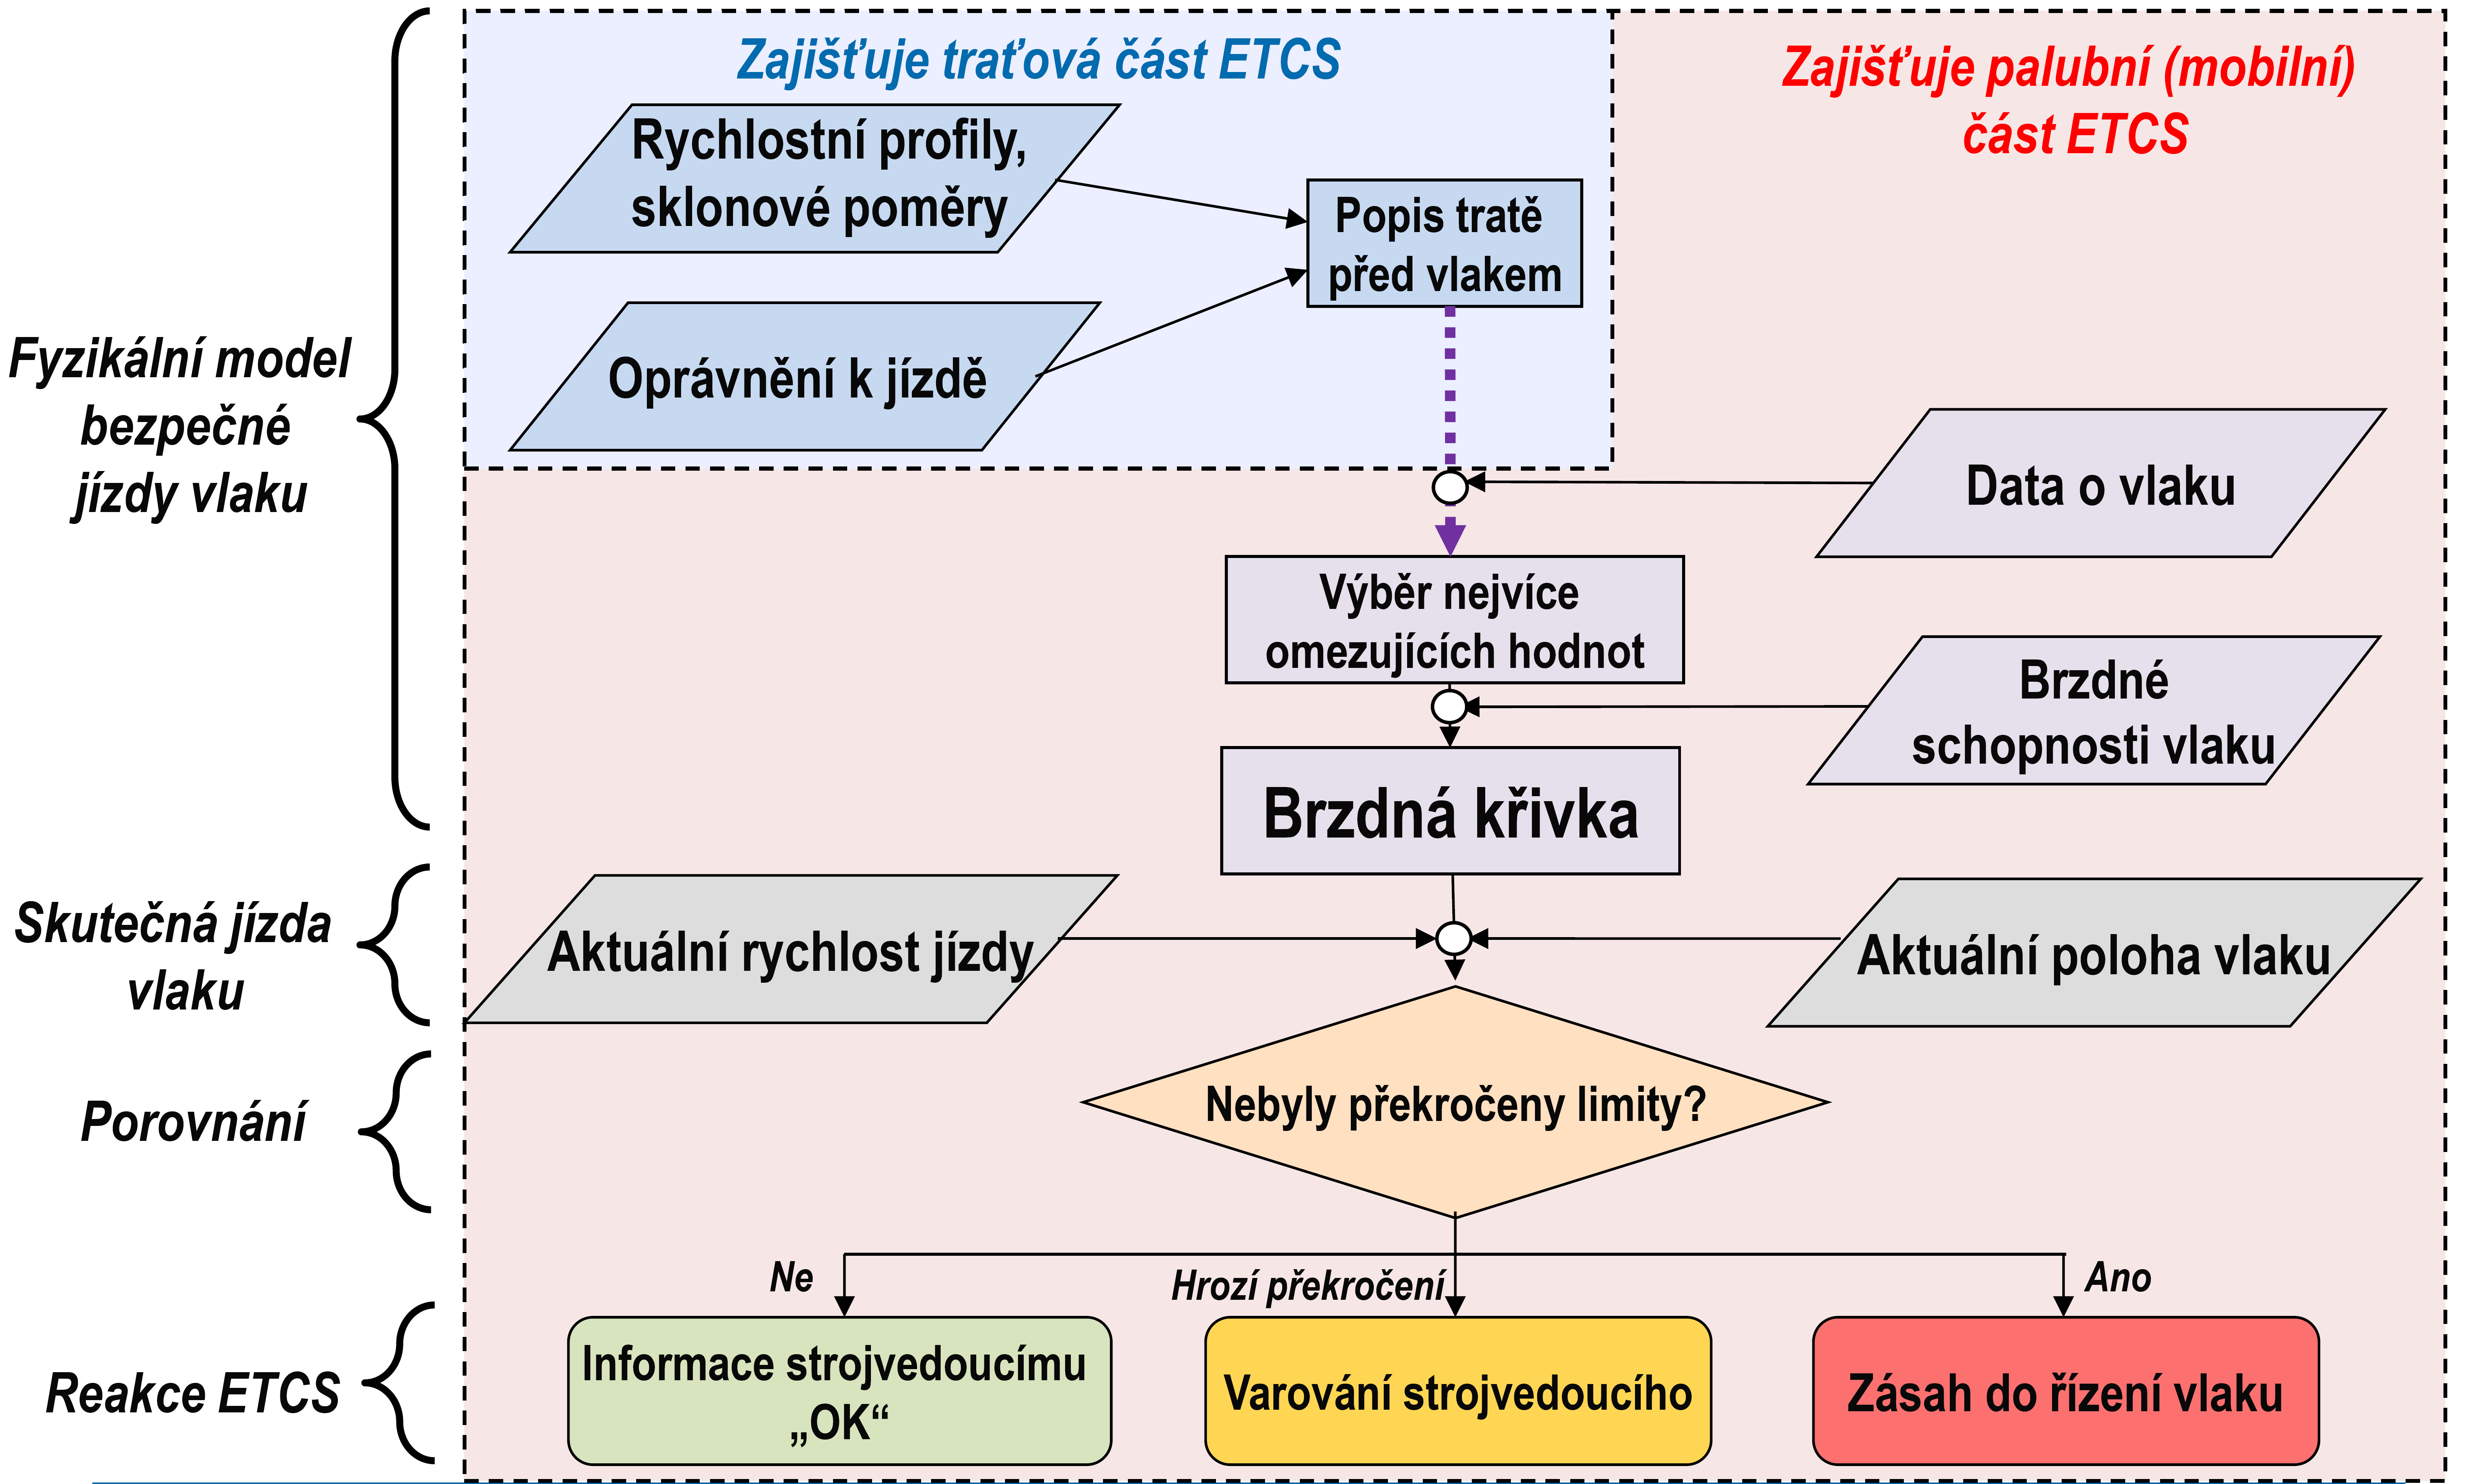 Zajišťuje traťová část ETCS
Zajišťuje palubní (mobilní)
část ETCS
Rychlostní profily,
sklonové poměry
Popis tratě
před vlakem
Oprávnění k jízdě
Fyzikální model
bezpečné
jízdy vlaku
Data o vlaku
Výběr nejvíce
omezujících hodnot
Brzdné
schopnosti vlaku
Brzdná křivka
Skutečná jízda
vlaku
Aktuální rychlost jízdy
Aktuální poloha vlaku
Porovnání
Nebyly překročeny limity?
Ne
Hrozí překročení
Ano
Reakce ETCS
Informace strojvedoucímu
„OK“
Varování strojvedoucího
Zásah do řízení vlaku